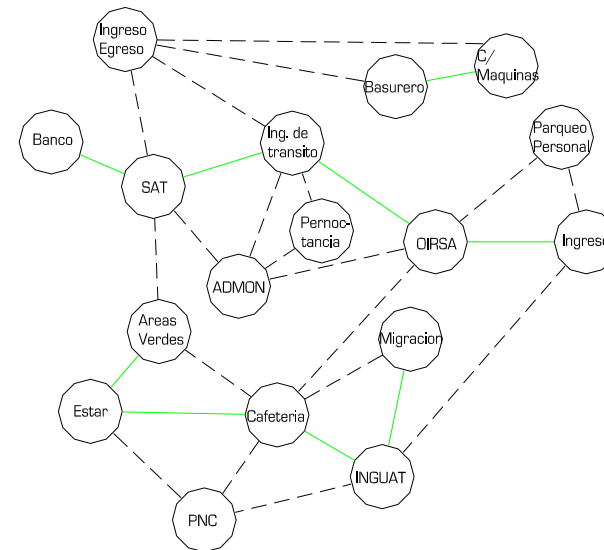 Ingreso
Egreso
C/
Maquinas
Basurero
Banco
Ing. de
transito
Parqueo
Personal
SAT
Pernoc-
tancia
OIRSA
Ingreso
ADMON
Areas
Verdes
Migracion
Estar
Cafeteria
INGUAT
PNC